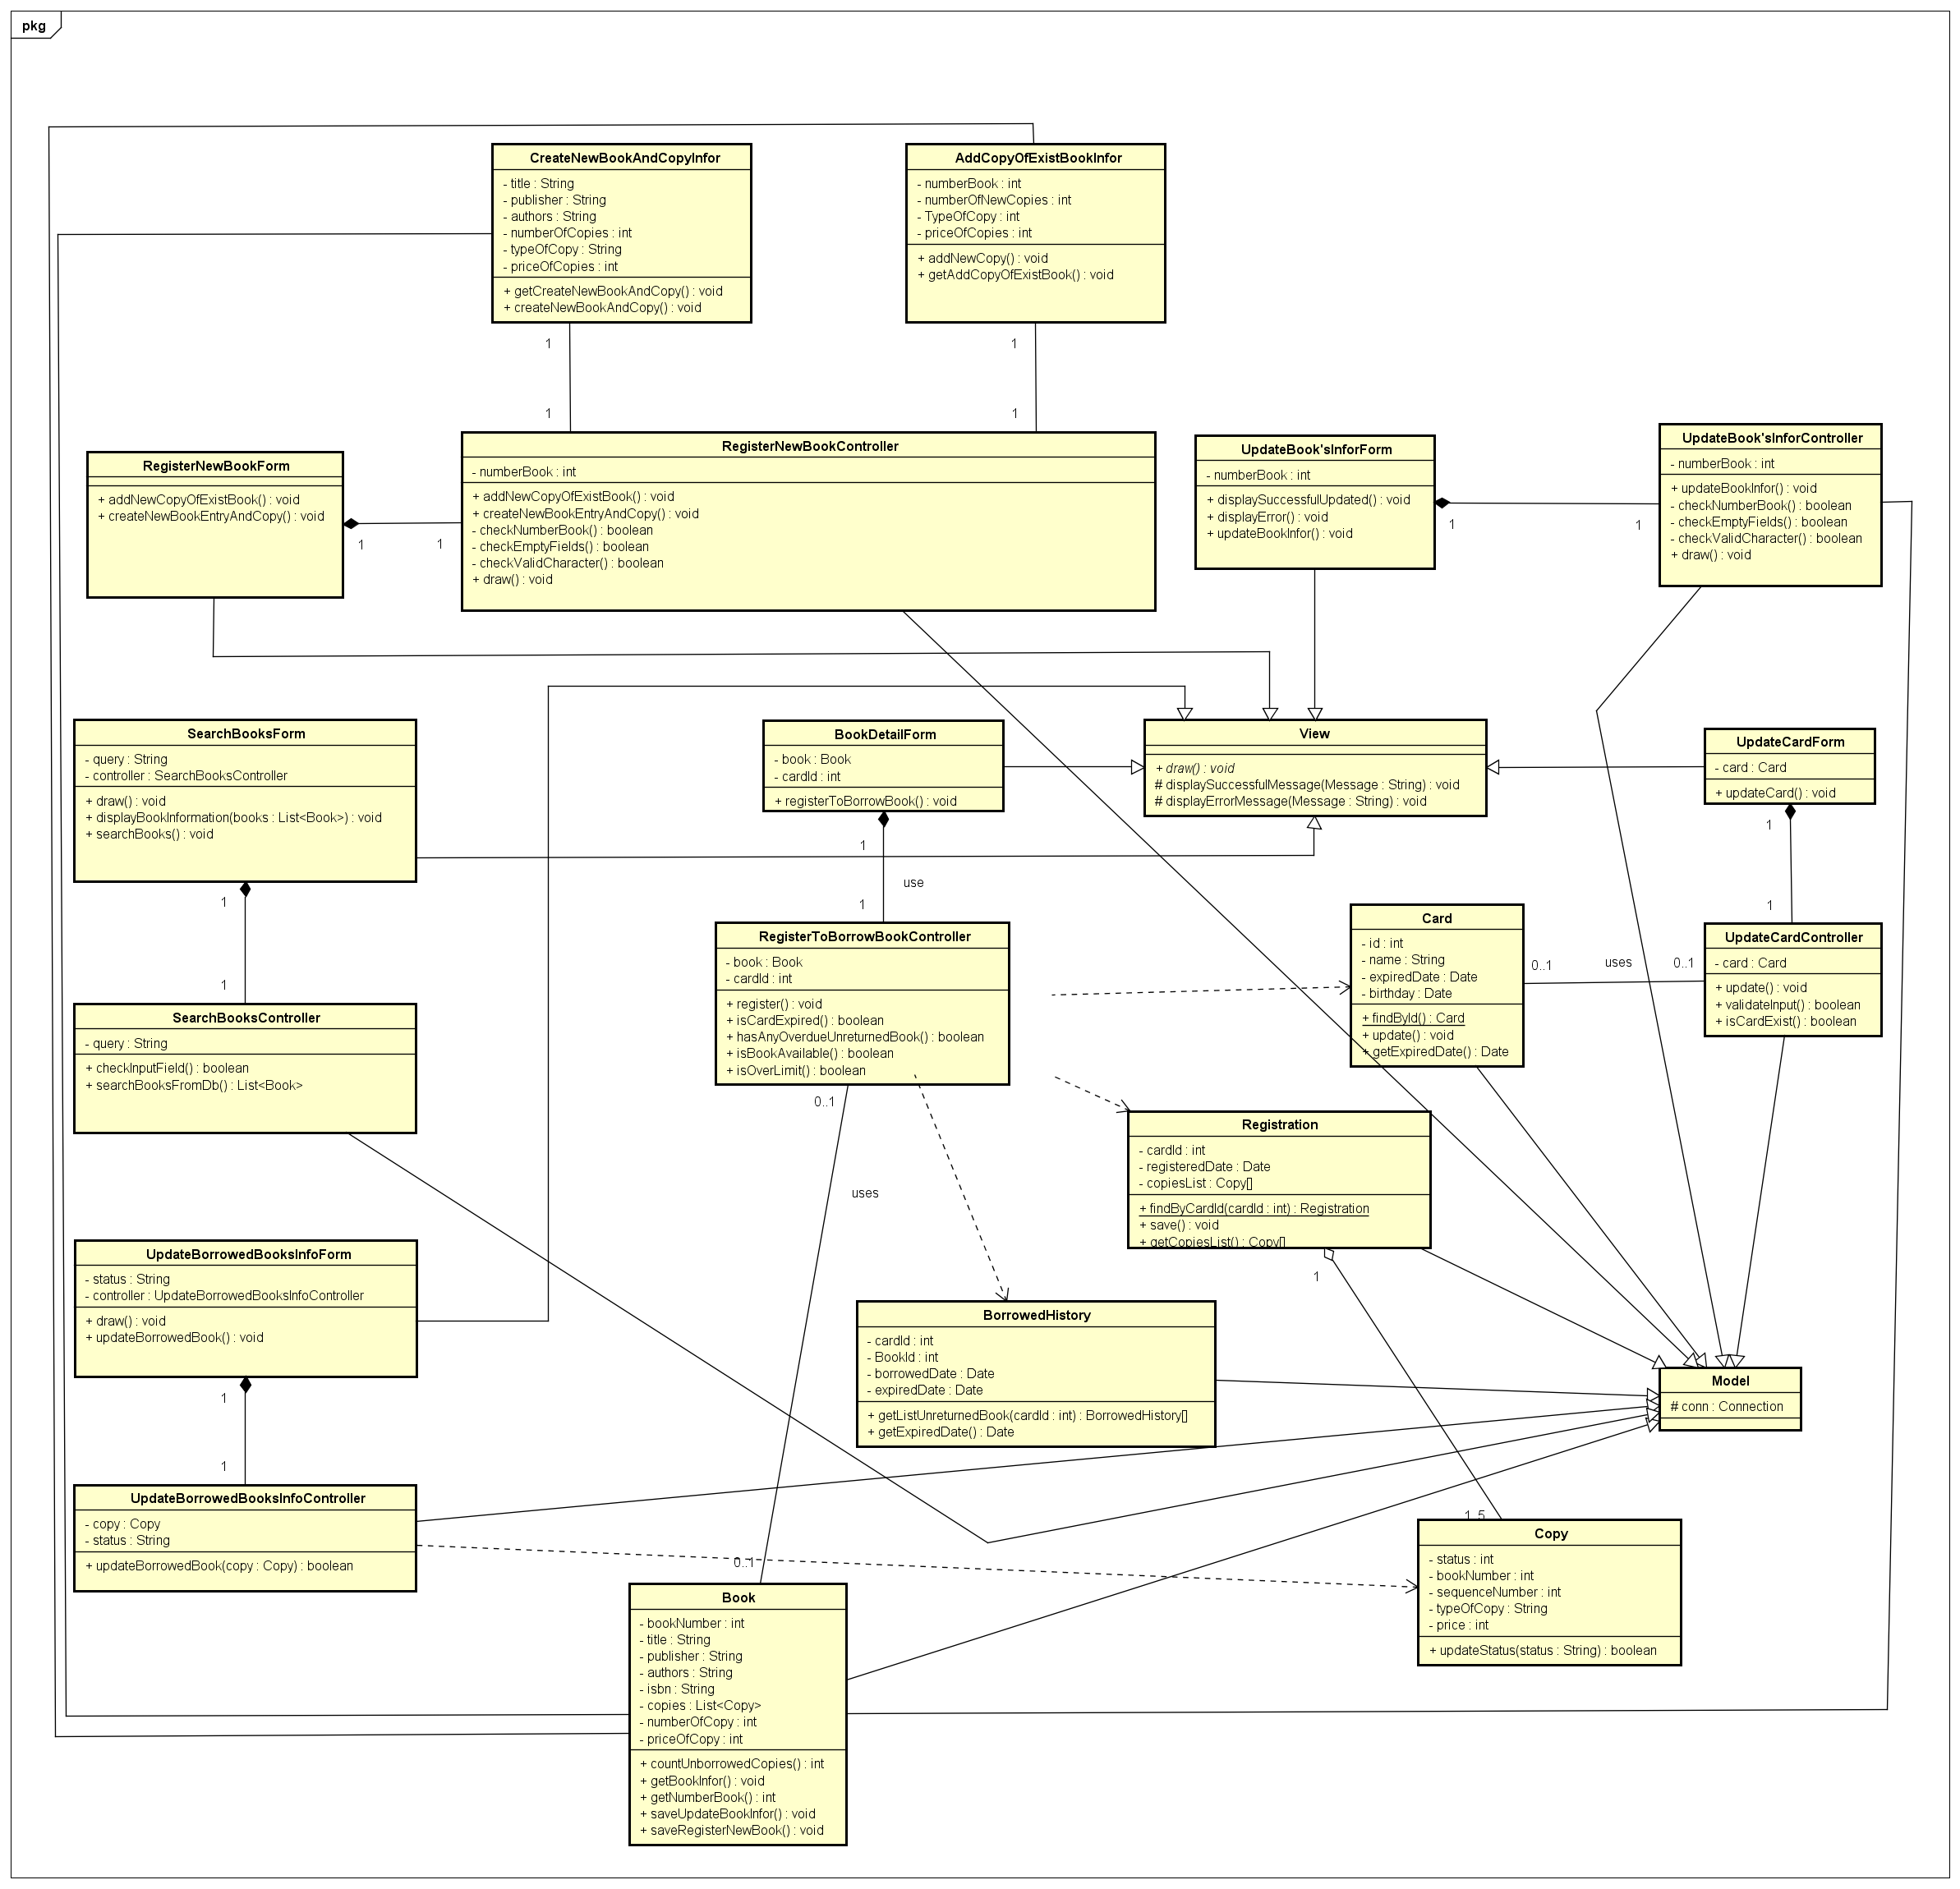 pkg
CreateNewBookAndCopyInfor
- title : String
- publisher : String
- authors : String
- numberOfCopies : int
- typeOfCopy : String
- priceOfCopies : int
+ getCreateNewBookAndCopy() : void
+ createNewBookAndCopy() : void
AddCopyOfExistBookInfor
- numberBook : int
- numberOfNewCopies : int
- TypeOfCopy : int
- priceOfCopies : int
+ addNewCopy() : void
+ getAddCopyOfExistBook() : void
1
1
1
1
RegisterNewBookForm
+ addNewCopyOfExistBook() : void
+ createNewBookEntryAndCopy() : void
1
1
RegisterNewBookController
- numberBook : int
+ addNewCopyOfExistBook() : void
+ createNewBookEntryAndCopy() : void
- checkNumberBook() : boolean
- checkEmptyFields() : boolean
- checkValidCharacter() : boolean
+ draw() : void
UpdateBook'sInforForm
- numberBook : int
+ displaySuccessfulUpdated() : void
+ displayError() : void
+ updateBookInfor() : void
1
1
UpdateBook'sInforController
- numberBook : int
+ updateBookInfor() : void
- checkNumberBook() : boolean
- checkEmptyFields() : boolean
- checkValidCharacter() : boolean
+ draw() : void
SearchBooksForm
- query : String
- controller : SearchBooksController
+ draw() : void
+ displayBookInformation(books : List<Book>) : void
+ searchBooks() : void
1
1
BookDetailForm
- book : Book
- cardId : int
+ registerToBorrowBook() : void
1
use
1
View
+ draw() : void
# displaySuccessfulMessage(Message : String) : void
# displayErrorMessage(Message : String) : void
UpdateCardForm
- card : Card
+ updateCard() : void
1
1
SearchBooksController
- query : String
+ checkInputField() : boolean
+ searchBooksFromDb() : List<Book>
RegisterToBorrowBookController
- book : Book
- cardId : int
+ register() : void
+ isCardExpired() : boolean
+ hasAnyOverdueUnreturnedBook() : boolean
+ isBookAvailable() : boolean
+ isOverLimit() : boolean
0..1
uses
0..1
Card
- id : int
- name : String
- expiredDate : Date
- birthday : Date
+ findById() : Card
+ update() : void
+ getExpiredDate() : Date
0..1
uses
0..1
UpdateCardController
- card : Card
+ update() : void
+ validateInput() : boolean
+ isCardExist() : boolean
Registration
- cardId : int
- registeredDate : Date
- copiesList : Copy[]
+ findByCardId(cardId : int) : Registration
+ save() : void
+ getCopiesList() : Copy[]
1
1..5
UpdateBorrowedBooksInfoForm
- status : String
- controller : UpdateBorrowedBooksInfoController
+ draw() : void
+ updateBorrowedBook() : void
1
1
BorrowedHistory
- cardId : int
- BookId : int
- borrowedDate : Date
- expiredDate : Date
+ getListUnreturnedBook(cardId : int) : BorrowedHistory[]
+ getExpiredDate() : Date
Model
# conn : Connection
UpdateBorrowedBooksInfoController
- copy : Copy
- status : String
+ updateBorrowedBook(copy : Copy) : boolean
Copy
- status : int
- bookNumber : int
- sequenceNumber : int
- typeOfCopy : String
- price : int
+ updateStatus(status : String) : boolean
Book
- bookNumber : int
- title : String
- publisher : String
- authors : String
- isbn : String
- copies : List<Copy>
- numberOfCopy : int
- priceOfCopy : int
+ countUnborrowedCopies() : int
+ getBookInfor() : void
+ getNumberBook() : int
+ saveUpdateBookInfor() : void
+ saveRegisterNewBook() : void